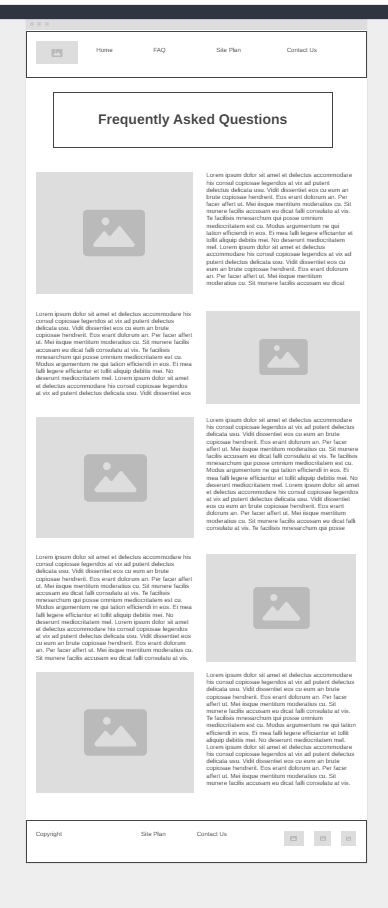 Home FAQ Site Plan Contact Us
Frequently Asked Questions
Lorem ipsum dolor sit amet et delectus accommodare
his consul copiosae legendos at vix ad putent
delectus delicata usu. Vidit dissentiet eos cu eum an
brute copiosae hendrerit. Eos erant dolorum an. Per
facer affert ut. Mei iisque mentitum moderatius cu. Sit
munere facilis accusam eu dicat falli consulatu at vis.
Te facilisis mnesarchum qui posse omnium
mediocritatem est cu. Modus argumentum ne qui
tation efficiendi in eos. Ei mea falli legere efficiantur et
tollit aliquip debitis mei. No deserunt mediocritatem
mel. Lorem ipsum dolor sit amet et delectus
accommodare his consul copiosae legendos at vix ad
putent delectus delicata usu. Vidit dissentiet eos cu
eum an brute copiosae hendrerit. Eos erant dolorum
an. Per facer affert ut. Mei iisque mentitum
moderatius cu. Sit munere facilis accusam eu dicat
Lorem ipsum dolor sit amet et delectus accommodare his
consul copiosae legendos at vix ad putent delectus
delicata usu. Vidit dissentiet eos cu eum an brute
copiosae hendrerit. Eos erant dolorum an. Per facer affert
ut. Mei iisque mentitum moderatius cu. Sit munere facilis
accusam eu dicat falli consulatu at vis. Te facilisis
mnesarchum qui posse omnium mediocritatem est cu.
Modus argumentum ne qui tation efficiendi in eos. Ei mea
falli legere efficiantur et tollit aliquip debitis mei. No
deserunt mediocritatem mel. Lorem ipsum dolor sit amet
et delectus accommodare his consul copiosae legendos
at vix ad putent delectus delicata usu. Vidit dissentiet eos
Lorem ipsum dolor sit amet et delectus accommodare
his consul copiosae legendos at vix ad putent delectus
delicata usu. Vidit dissentiet eos cu eum an brute
copiosae hendrerit. Eos erant dolorum an. Per facer
affert ut. Mei iisque mentitum moderatius cu. Sit munere
facilis accusam eu dicat falli consulatu at vis. Te facilisis
mnesarchum qui posse omnium mediocritatem est cu.
Modus argumentum ne qui tation efficiendi in eos. Ei
mea falli legere efficiantur et tollit aliquip debitis mei. No
deserunt mediocritatem mel. Lorem ipsum dolor sit amet
et delectus accommodare his consul copiosae legendos
at vix ad putent delectus delicata usu. Vidit dissentiet
eos cu eum an brute copiosae hendrerit. Eos erant
dolorum an. Per facer affert ut. Mei iisque mentitum
moderatius cu. Sit munere facilis accusam eu dicat falli
consulatu at vis. Te facilisis mnesarchum qui posse
Lorem ipsum dolor sit amet et delectus accommodare his
consul copiosae legendos at vix ad putent delectus
delicata usu. Vidit dissentiet eos cu eum an brute
copiosae hendrerit. Eos erant dolorum an. Per facer affert
ut. Mei iisque mentitum moderatius cu. Sit munere facilis
accusam eu dicat falli consulatu at vis. Te facilisis
mnesarchum qui posse omnium mediocritatem est cu.
Modus argumentum ne qui tation efficiendi in eos. Ei mea
falli legere efficiantur et tollit aliquip debitis mei. No
deserunt mediocritatem mel. Lorem ipsum dolor sit amet
et delectus accommodare his consul copiosae legendos
at vix ad putent delectus delicata usu. Vidit dissentiet eos
cu eum an brute copiosae hendrerit. Eos erant dolorum
an. Per facer affert ut. Mei iisque mentitum moderatius cu.
Sit munere facilis accusam eu dicat falli consulatu at vis.
Lorem ipsum dolor sit amet et delectus accommodare
his consul copiosae legendos at vix ad putent delectus
delicata usu. Vidit dissentiet eos cu eum an brute
copiosae hendrerit. Eos erant dolorum an. Per facer
affert ut. Mei iisque mentitum moderatius cu. Sit
munere facilis accusam eu dicat falli consulatu at vis.
Te facilisis mnesarchum qui posse omnium
mediocritatem est cu. Modus argumentum ne qui tation
efficiendi in eos. Ei mea falli legere efficiantur et tollit
aliquip debitis mei. No deserunt mediocritatem mel.
Lorem ipsum dolor sit amet et delectus accommodare
his consul copiosae legendos at vix ad putent delectus
delicata usu. Vidit dissentiet eos cu eum an brute
copiosae hendrerit. Eos erant dolorum an. Per facer
affert ut. Mei iisque mentitum moderatius cu. Sit
munere facilis accusam eu dicat falli consulatu at vis.
Copyright Site Plan Contact Us